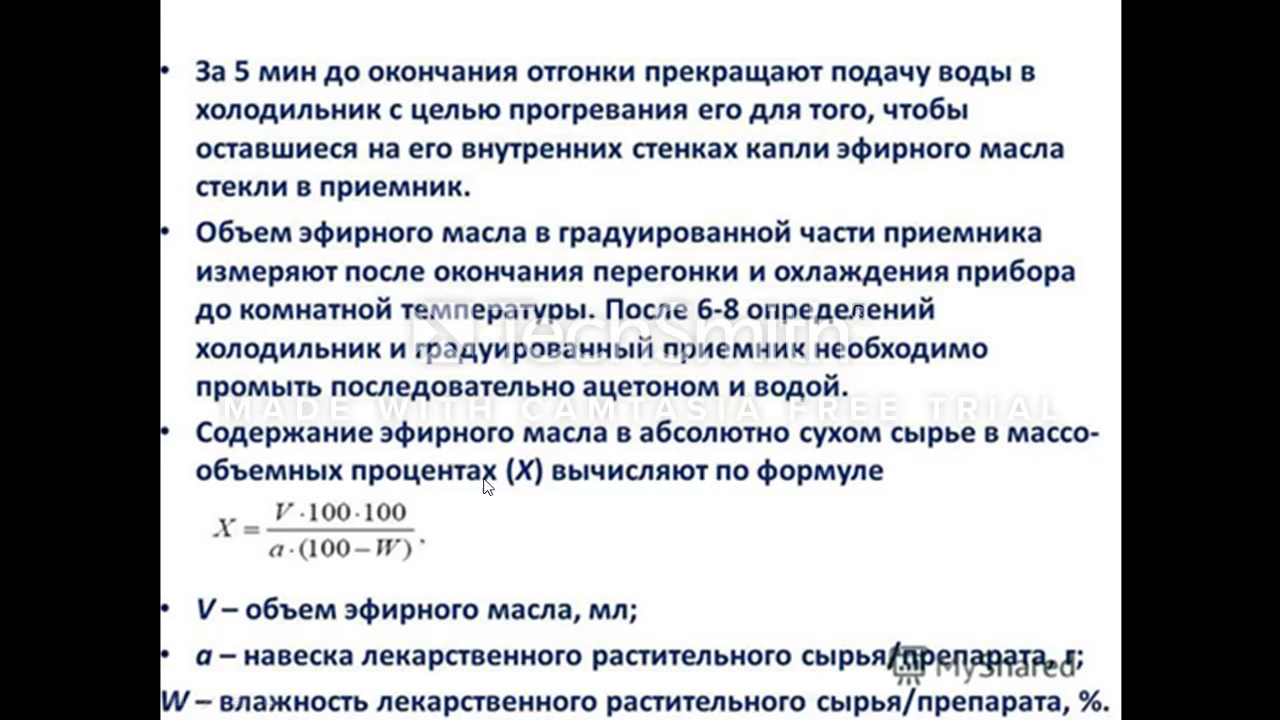 • За 5 мин до окончания отгонки прекращают подачу воды в
холодильник с целью прогревания его для того, чтобы
оставшиеся на его внутренних стенках капли эфирного масла
стекли в приемник.
• Объем эфирного масла в градуированной части приемника
измеряют после окончания перегонки и охлаждения прибора
до комнатной температуры. После 6-8 определений
холодильник и градуированный приемник необходимо
промыть последовательно ацетоном и водой.
TechSmith®
MADE WITH CAMTASIA FREE TRIAL
• Содержание эфирного масла в абсолютно сухом сырье в массо-
объемных процентах (X) вычисляют по формуле
X = V·100·100 / a·(100−W) ,
• V – объем эфирного масла, мл;
• а – навеска лекарственного растительного сырья/препарата, г;
MyShared
W – влажность лекарственного растительного сырья/препарата, %.